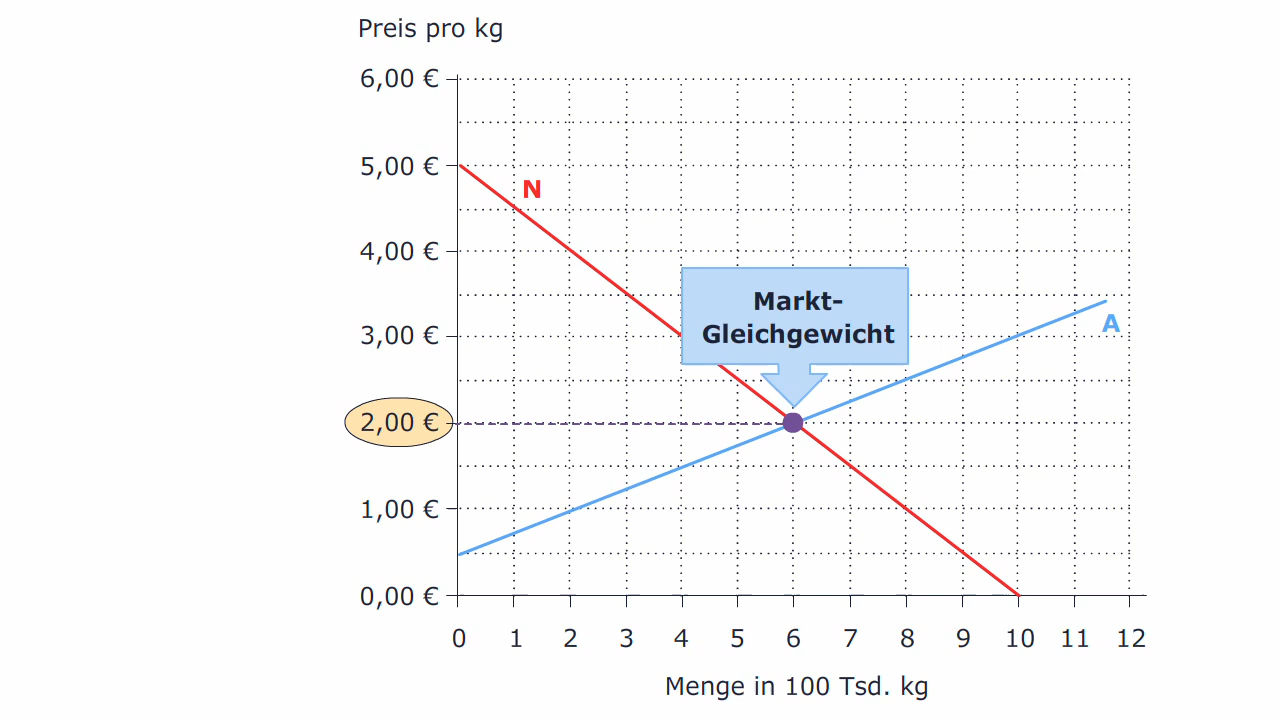 Preis pro kg
6,00 €
5,00 €
N
4,00 €
Markt-
Gleichgewicht
3,00 €
A
2,00 €
1,00 €
0,00 €
0 1 2 3 4 5 6 7 8 9 10 11 12
Menge in 100 Tsd. kg